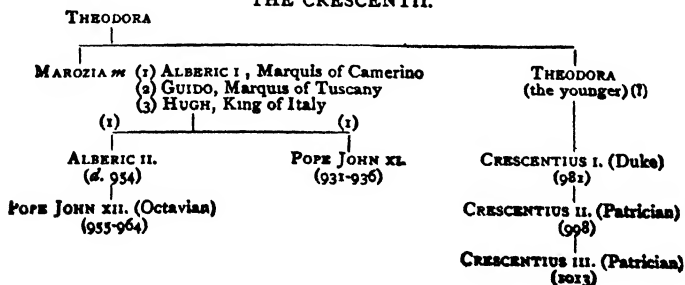 THE CRESCENTII.
THEODORA
MAROZIA m (1) ALBERIC I, Marquis of Camerino
(2) GUIDO, Marquis of Tuscany
(3) HUGH, King of Italy
THEODORA
(the younger) (?)
(1) (1)
ALBERIC II.
(d. 954)
POPE JOHN XI.
(931-936)
CRESCENTIUS I. (Duke)
(981)
POPE JOHN XII. (Octavian)
(955-964)
CRESCENTIUS II. (Patrician)
(998)
CRESCENTIUS III. (Patrician)
(1013)